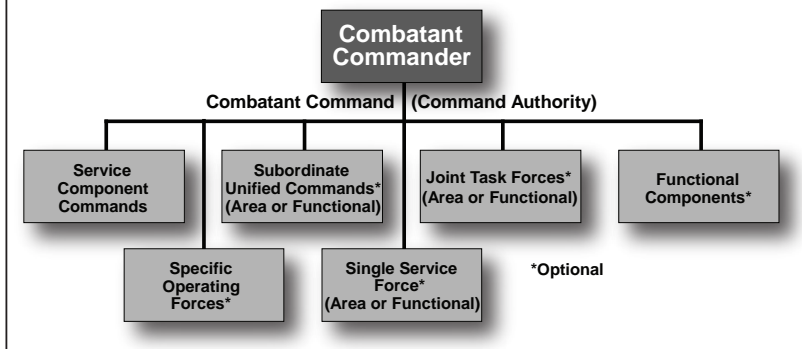 Combatant
Commander
Combatant Command (Command Authority)
Service
Component
Commands
Subordinate
Unified Commands*
(Area or Functional)
Joint Task Forces*
(Area or Functional)
Functional
Components*
Specific
Operating
Forces*
Single Service
Force*
(Area or Functional)
*Optional